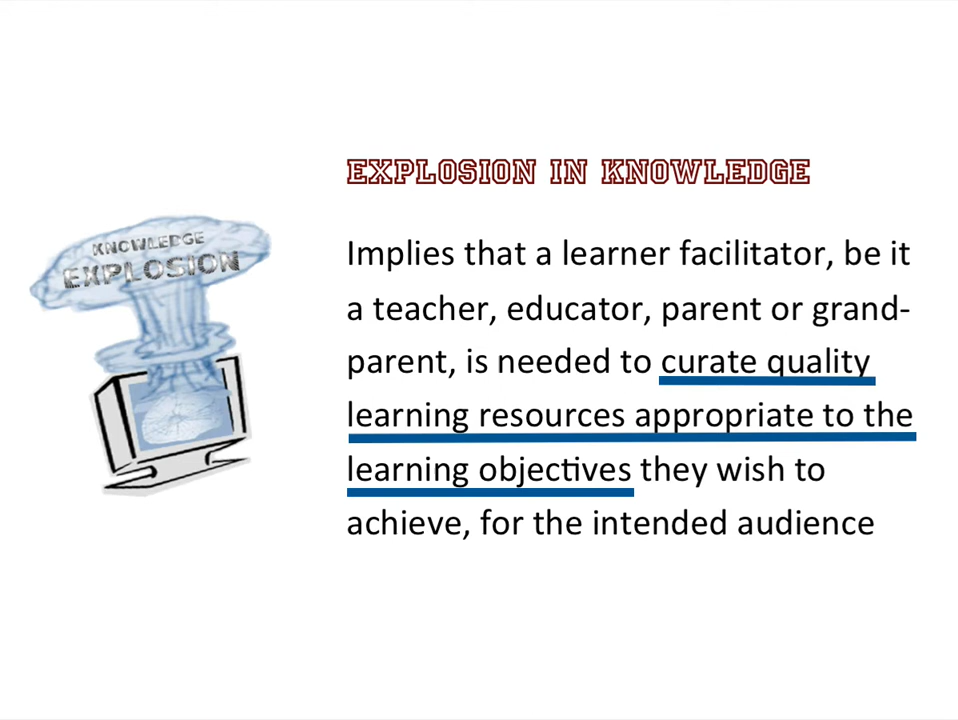 EXPLOSION IN KNOWLEDGE
KNOWLEDGE
EXPLOSION
Implies that a learner facilitator, be it
a teacher, educator, parent or grand-
parent, is needed to curate quality
learning resources appropriate to the
learning objectives they wish to
achieve, for the intended audience